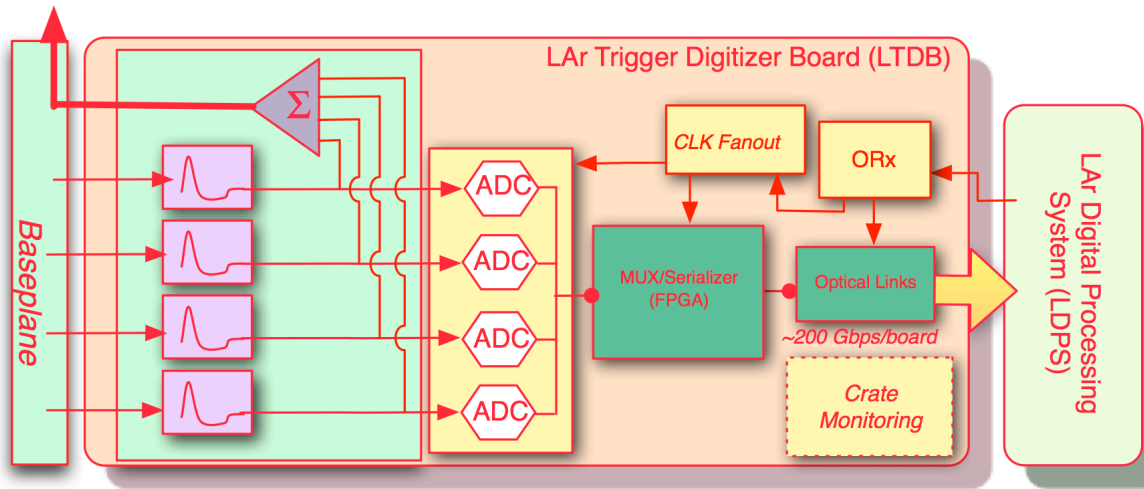 LAr Trigger Digitizer Board (LTDB)
Σ
CLK Fanout
ORx
ADC
ADC
ADC
ADC
MUX/Serializer
(FPGA)
Optical Links
~200 Gbps/board
Crate
Monitoring
Baseplane
LAr Digital Processing
System (LDPS)